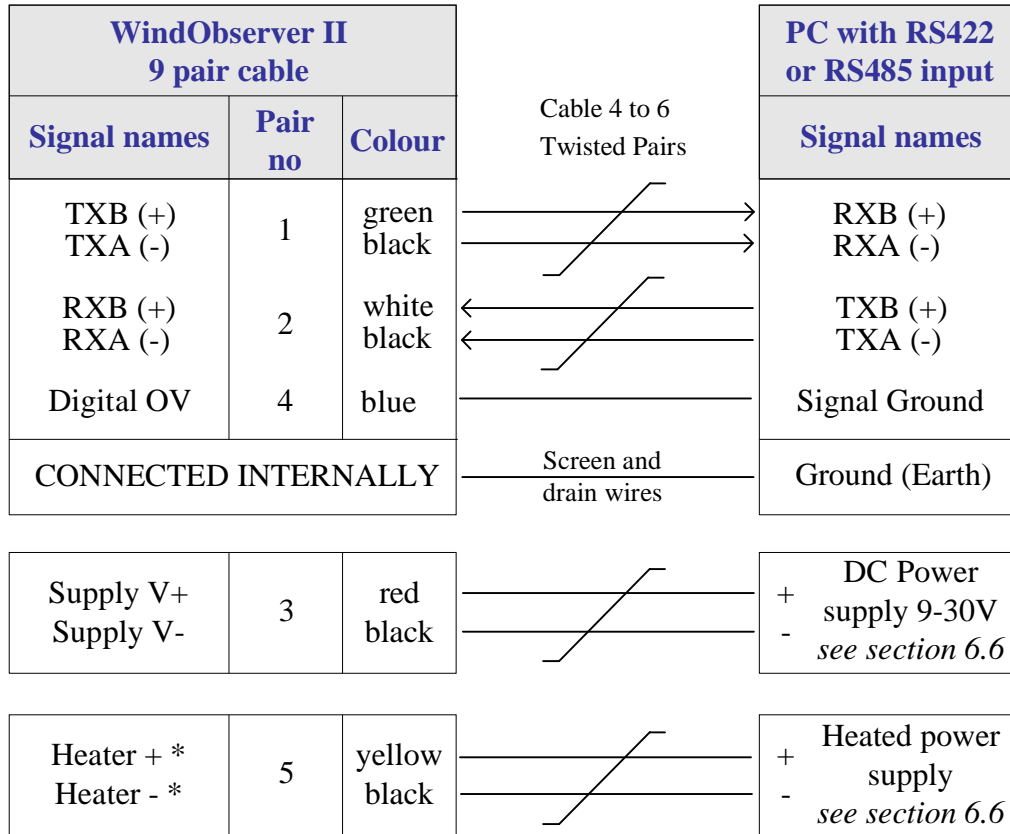 WindObserver II
9 pair cable
PC with RS422
or RS485 input
Signal names
Pair
no
Colour
Cable 4 to 6
Twisted Pairs
Signal names
TXB (+)
TXA (-)
1
green
black
RXB (+)
RXA (-)
RXB (+)
RXA (-)
2
white
black
TXB (+)
TXA (-)
Digital OV
4
blue
Signal Ground
CONNECTED INTERNALLY
Screen and
drain wires
Ground (Earth)
Supply V+
Supply V-
3
red
black
+
-
DC Power
supply 9-30V
see section 6.6
Heater + *
Heater - *
5
yellow
black
+
-
Heated power
supply
see section 6.6